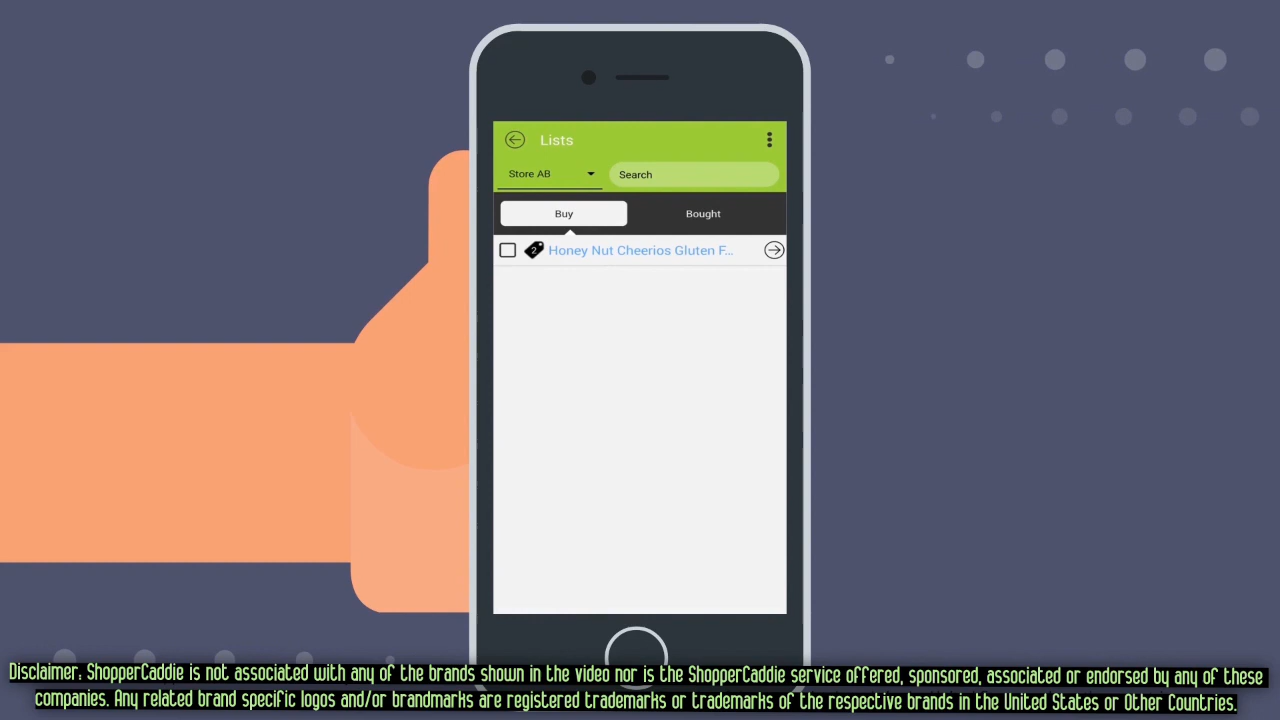 Lists
Store AB
Search
Buy
Bought
2
Honey Nut Cheerios Gluten F...
Disclaimer: ShopperCaddie is not associated with any of the brands shown in the video nor is the ShopperCaddie service offered, sponsored, associated or endorsed by any of these
companies. Any related brand specific logos and/or brandmarks are registered trademarks or trademarks of the respective brands in the United States or Other Countries.